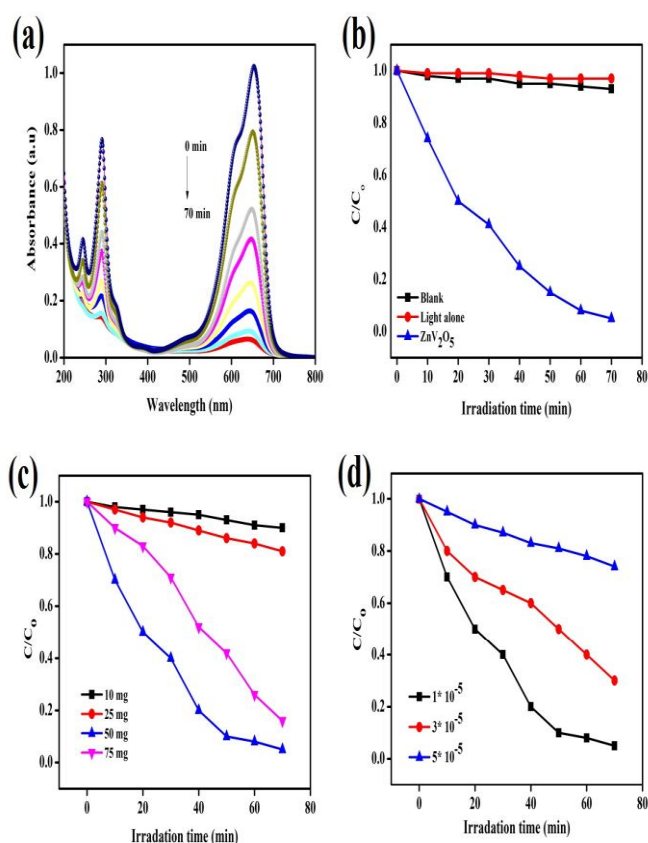 (a)
Absorbance (a.u)
1.0
0.8
0.6
0.4
0.2
0.0
0 min
70 min
200 300 400 500 600 700 800
Wavelength (nm)
(b)
C/C₀
1.0
0.8
0.6
0.4
0.2
0.0
Blank
Light alone
ZnV₂O₅
0 10 20 30 40 50 60 70 80
Irradiation time (min)
(c)
C/C₀
1.0
0.8
0.6
0.4
0.2
0.0
10 mg
25 mg
50 mg
75 mg
0 20 40 60 80
Irradation time (min)
(d)
C/C₀
1.0
0.8
0.6
0.4
0.2
0.0
1* 10⁻⁵
3* 10⁻⁵
5* 10⁻⁵
0 20 40 60 80
Irradation time (min)